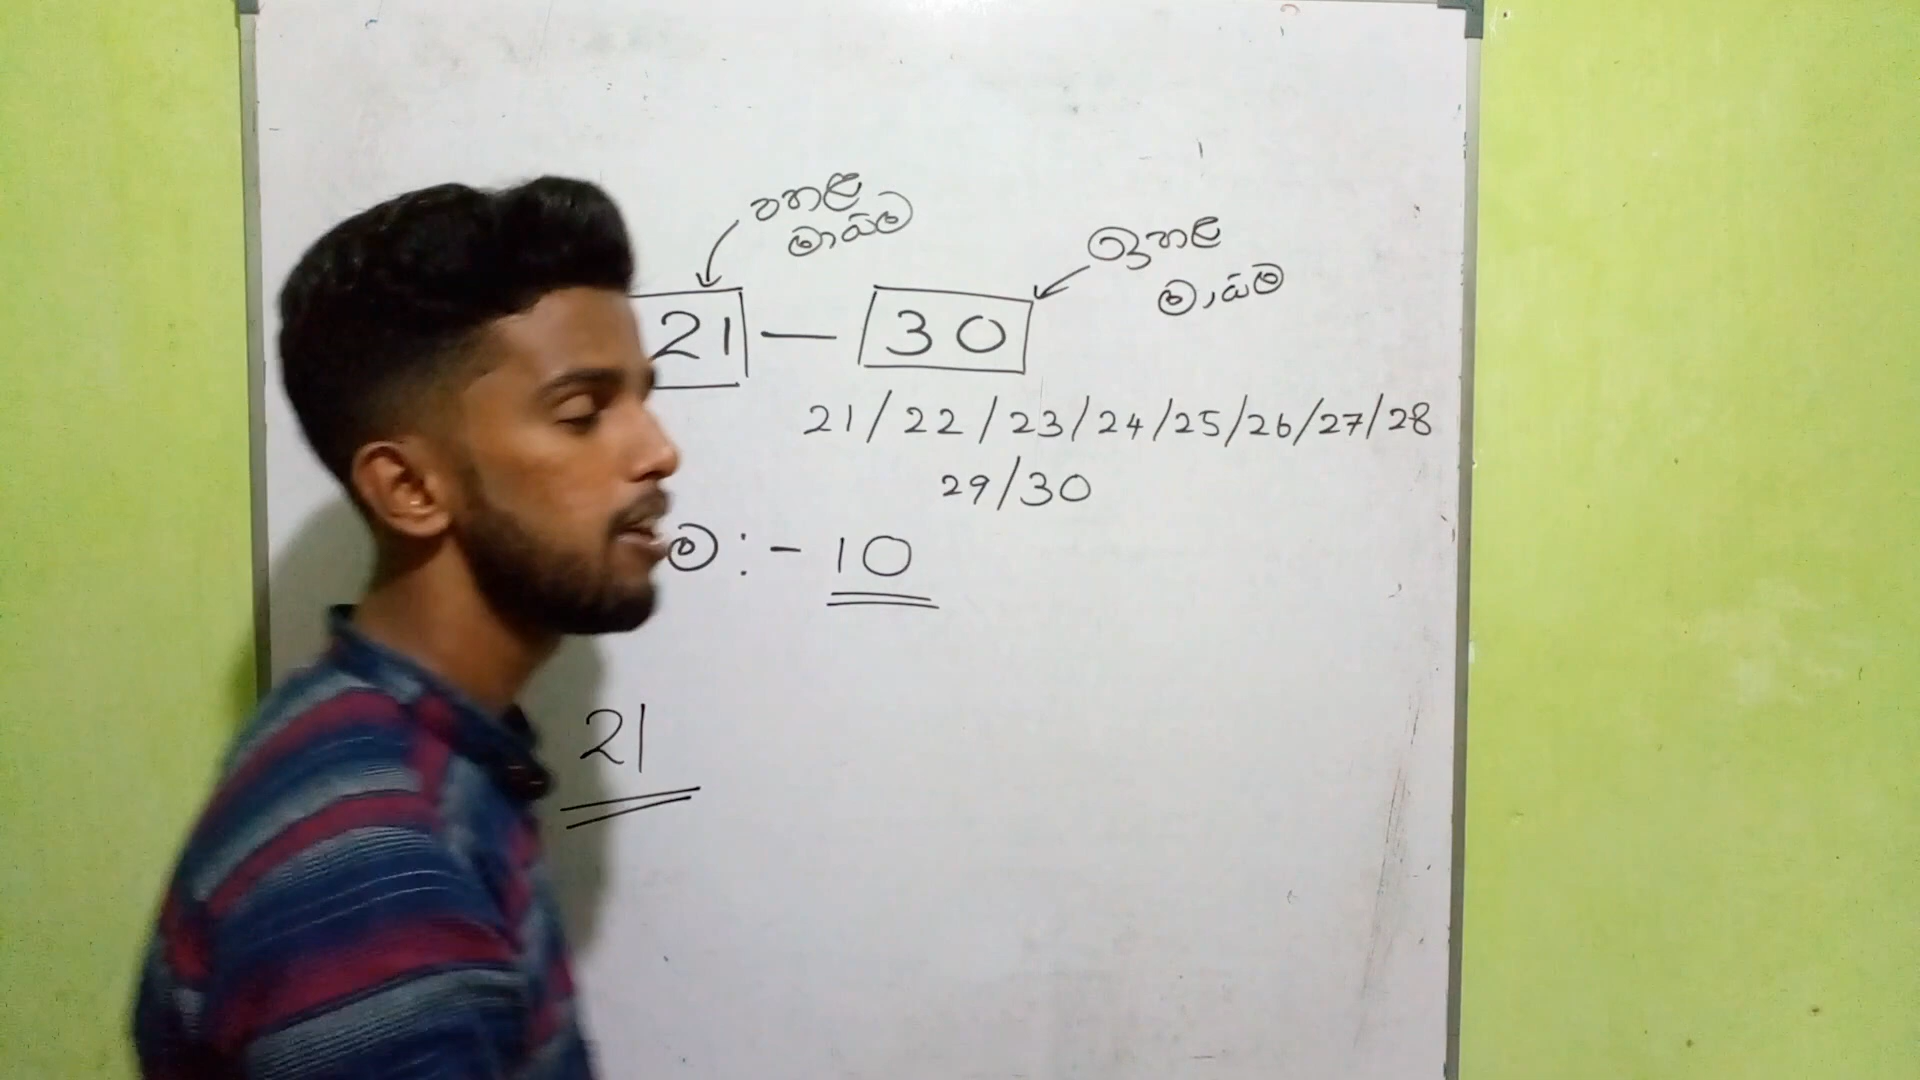 පහළ
මායිම
ඉහළ
මායිම
21 — 30
21 / 22 / 23 / 24 / 25 / 26 / 27 / 28
29 / 30
ම : - 10
21